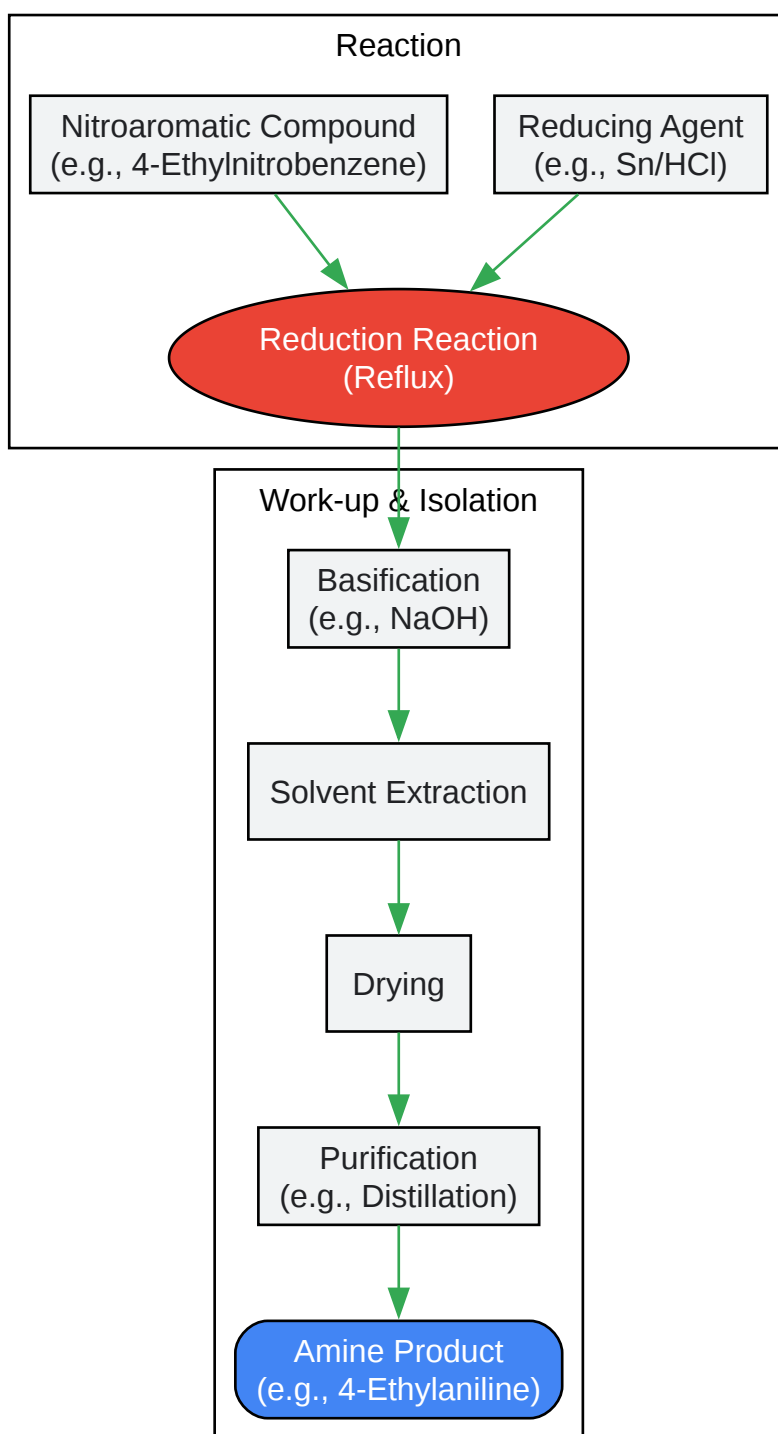 Reaction
Nitroaromatic Compound
(e.g., 4-Ethylnitrobenzene)
Reducing Agent
(e.g., Sn/HCl)
Reduction Reaction
(Reflux)
Work-up & Isolation
Basification
(e.g., NaOH)
Solvent Extraction
Drying
Purification
(e.g., Distillation)
Amine Product
(e.g., 4-Ethylaniline)